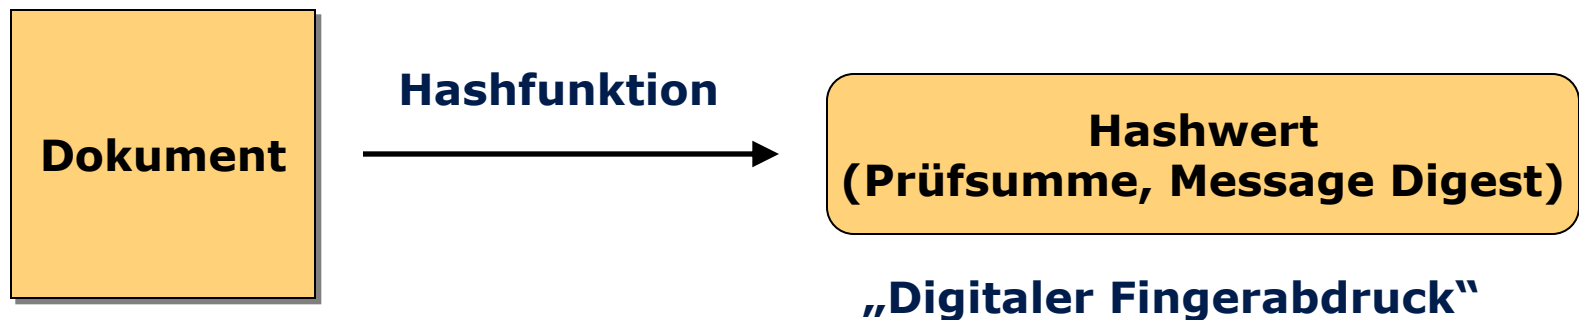 Dokument
Hashfunktion
Hashwert
(Prüfsumme, Message Digest)
„Digitaler Fingerabdruck“